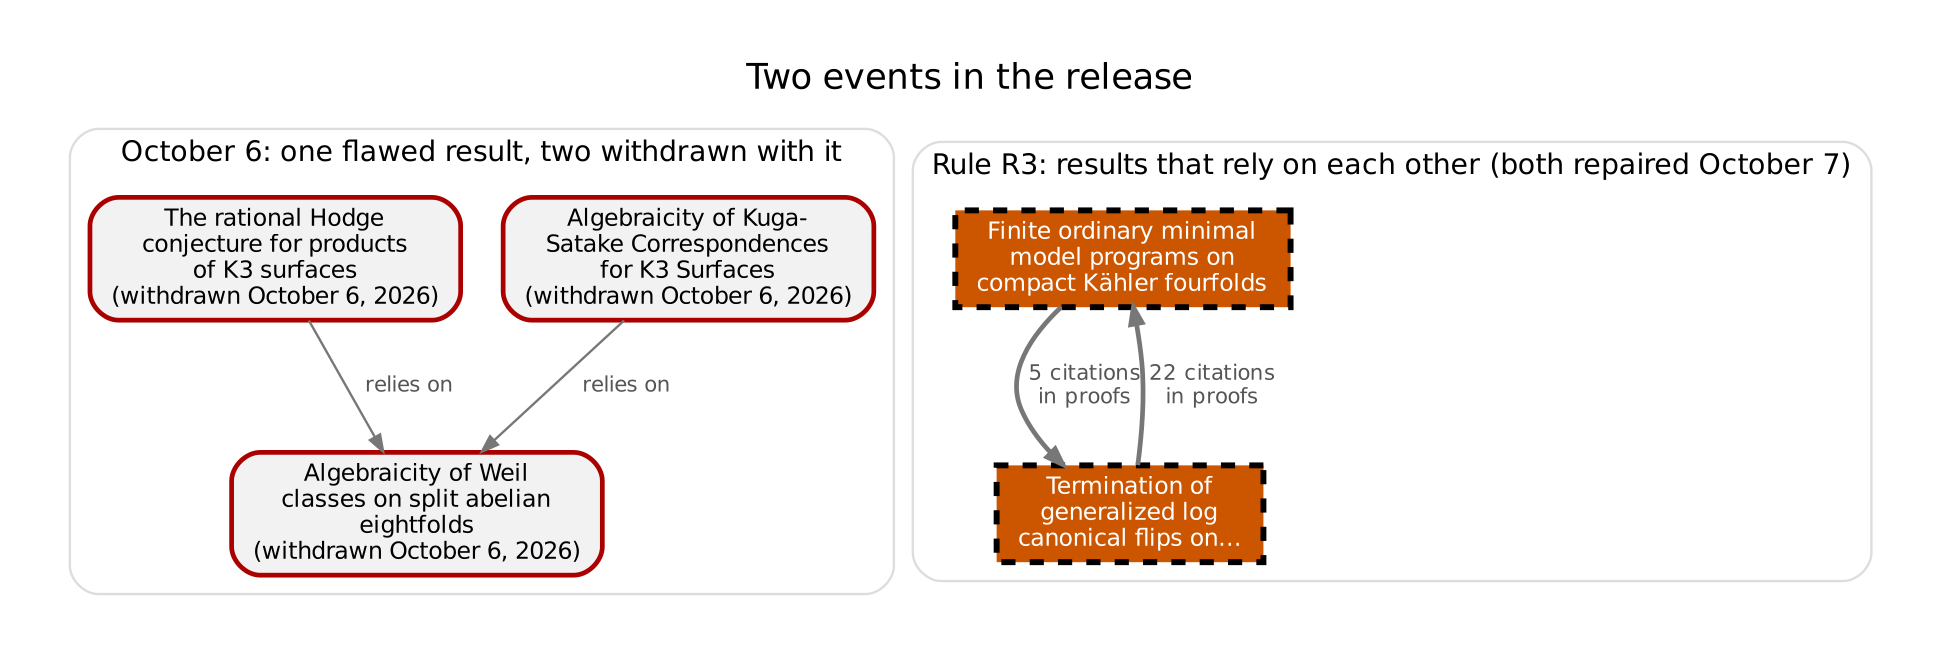 Two events in the release
October 6: one flawed result, two withdrawn with it
The rational Hodge
conjecture for products
of K3 surfaces
(withdrawn October 6, 2026)
Algebraicity of Kuga-
Satake Correspondences
for K3 Surfaces
(withdrawn October 6, 2026)
relies on
relies on
Algebraicity of Weil
classes on split abelian
eightfolds
(withdrawn October 6, 2026)
Rule R3: results that rely on each other (both repaired October 7)
Finite ordinary minimal
model programs on
compact Kähler fourfolds
5 citations
in proofs
22 citations
in proofs
Termination of
generalized log
canonical flips on...